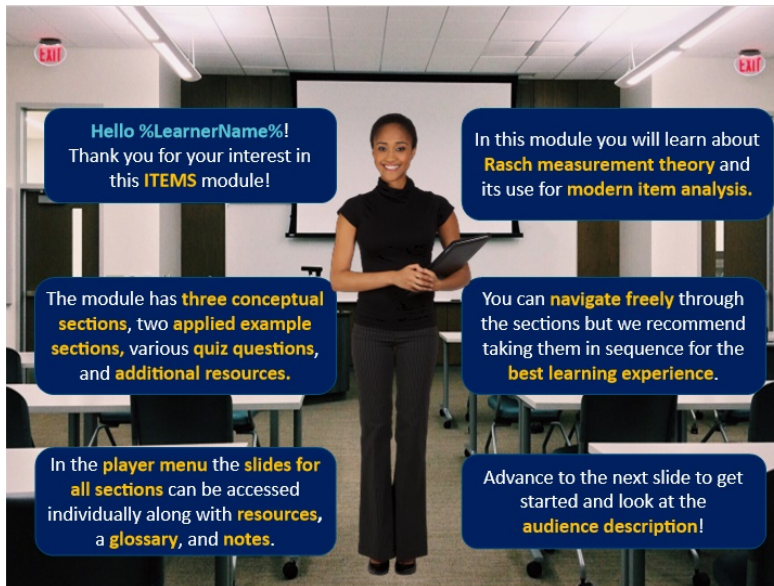 EXIT
EXIT
Hello %LearnerName%!
Thank you for your interest in
this ITEMS module!
In this module you will learn about
Rasch measurement theory and
its use for modern item analysis.
The module has three conceptual
sections, two applied example
sections, various quiz questions,
and additional resources.
You can navigate freely through
the sections but we recommend
taking them in sequence for the
best learning experience.
In the player menu the slides for
all sections can be accessed
individually along with resources,
a glossary, and notes.
Advance to the next slide to get
started and look at the
audience description!